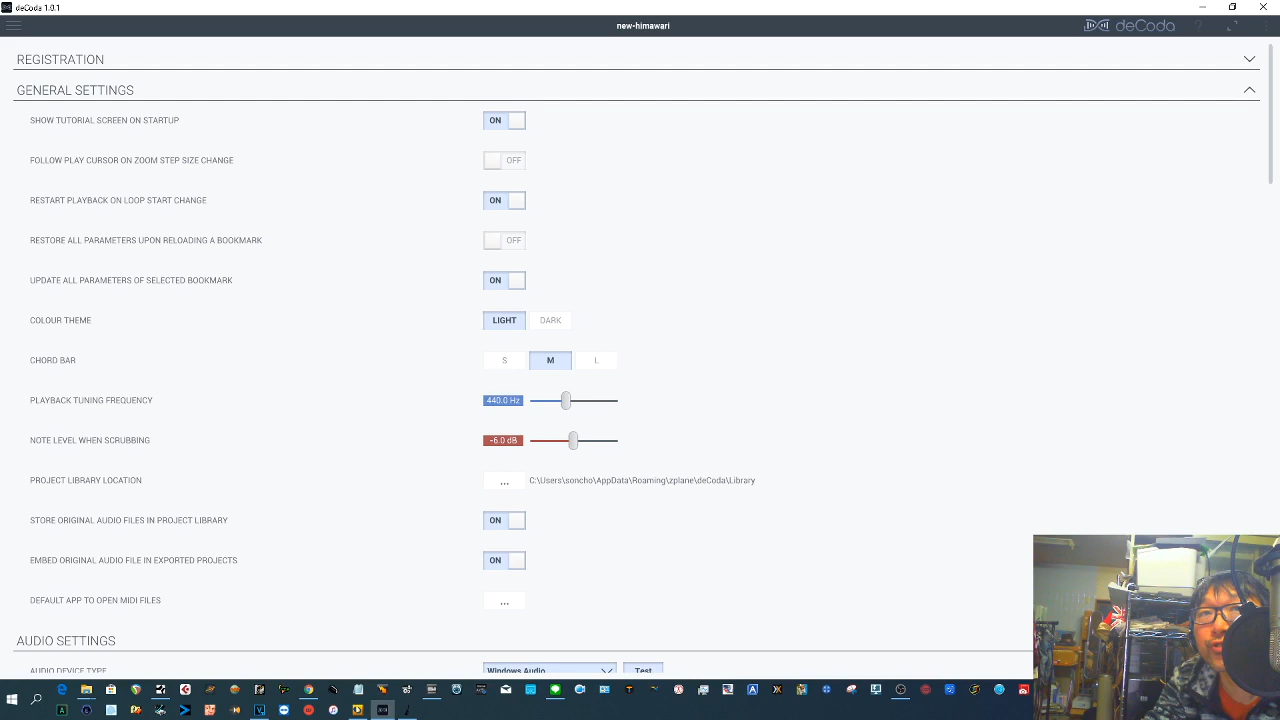 deCoda 1.0.1
new-himawari
deCoda
REGISTRATION
GENERAL SETTINGS
SHOW TUTORIAL SCREEN ON STARTUP ON
FOLLOW PLAY CURSOR ON ZOOM STEP SIZE CHANGE OFF
RESTART PLAYBACK ON LOOP START CHANGE ON
RESTORE ALL PARAMETERS UPON RELOADING A BOOKMARK OFF
UPDATE ALL PARAMETERS OF SELECTED BOOKMARK ON
COLOUR THEME LIGHT DARK
CHORD BAR S M L
PLAYBACK TUNING FREQUENCY 440.0 Hz
NOTE LEVEL WHEN SCRUBBING -6.0 dB
PROJECT LIBRARY LOCATION ... C:\Users\soncho\AppData\Roaming\zplane\deCoda\Library
STORE ORIGINAL AUDIO FILES IN PROJECT LIBRARY ON
EMBED ORIGINAL AUDIO FILE IN EXPORTED PROJECTS ON
DEFAULT APP TO OPEN MIDI FILES ...
AUDIO SETTINGS
AUDIO DEVICE TYPE Windows Audio Test